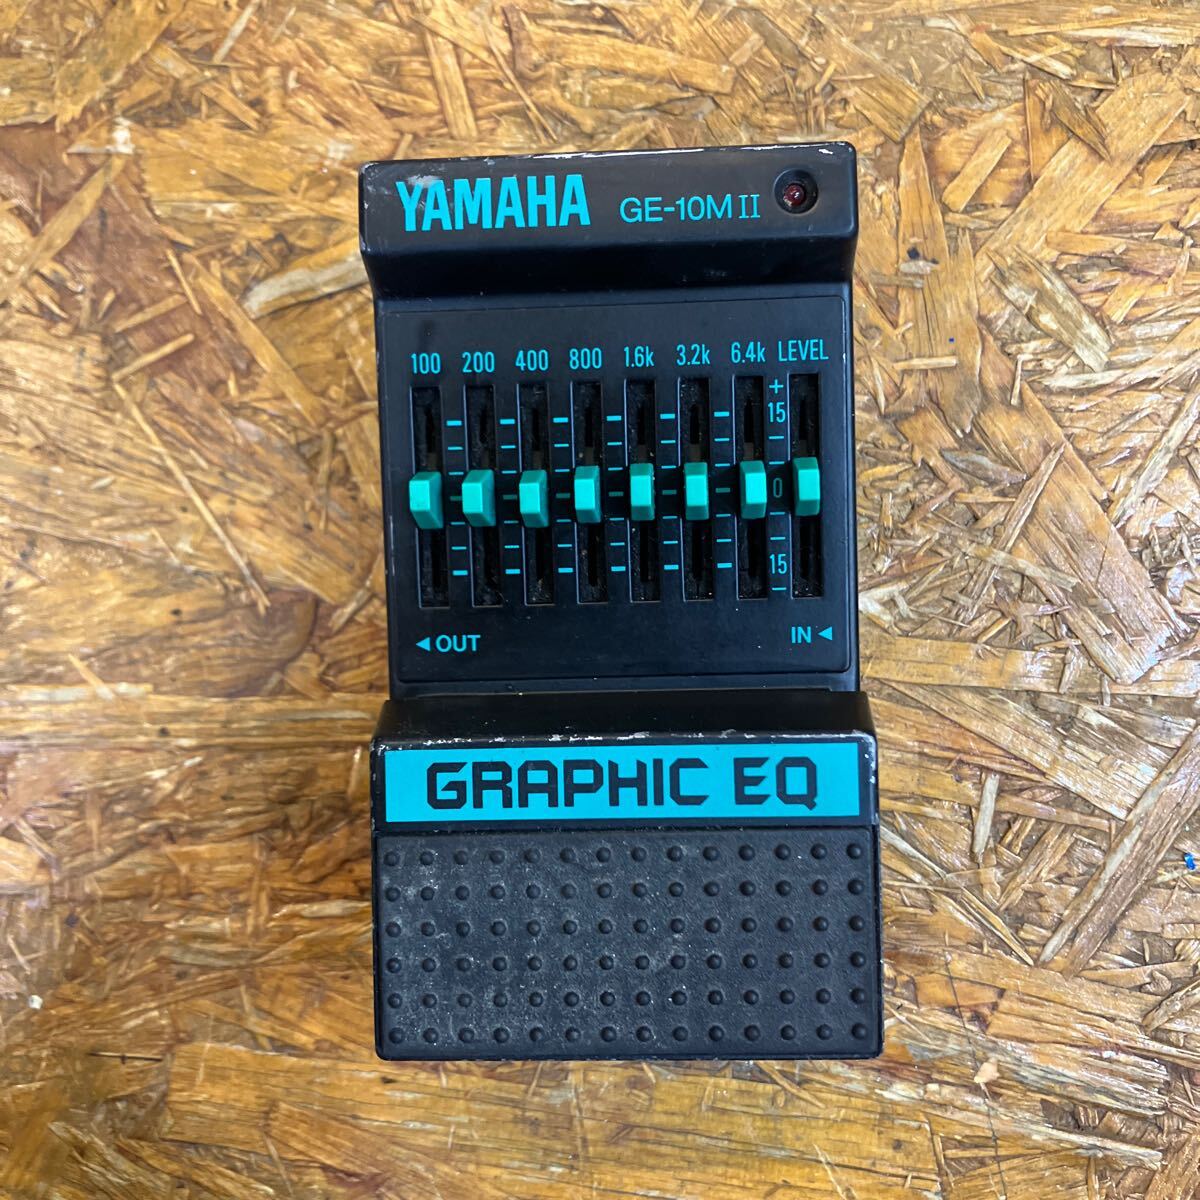 YAMAHA GE-10M II
100 200 400 800 1.6k 3.2k 6.4k LEVEL
+
15
0
15
−
◄ OUT IN ◄
GRAPHIC EQ